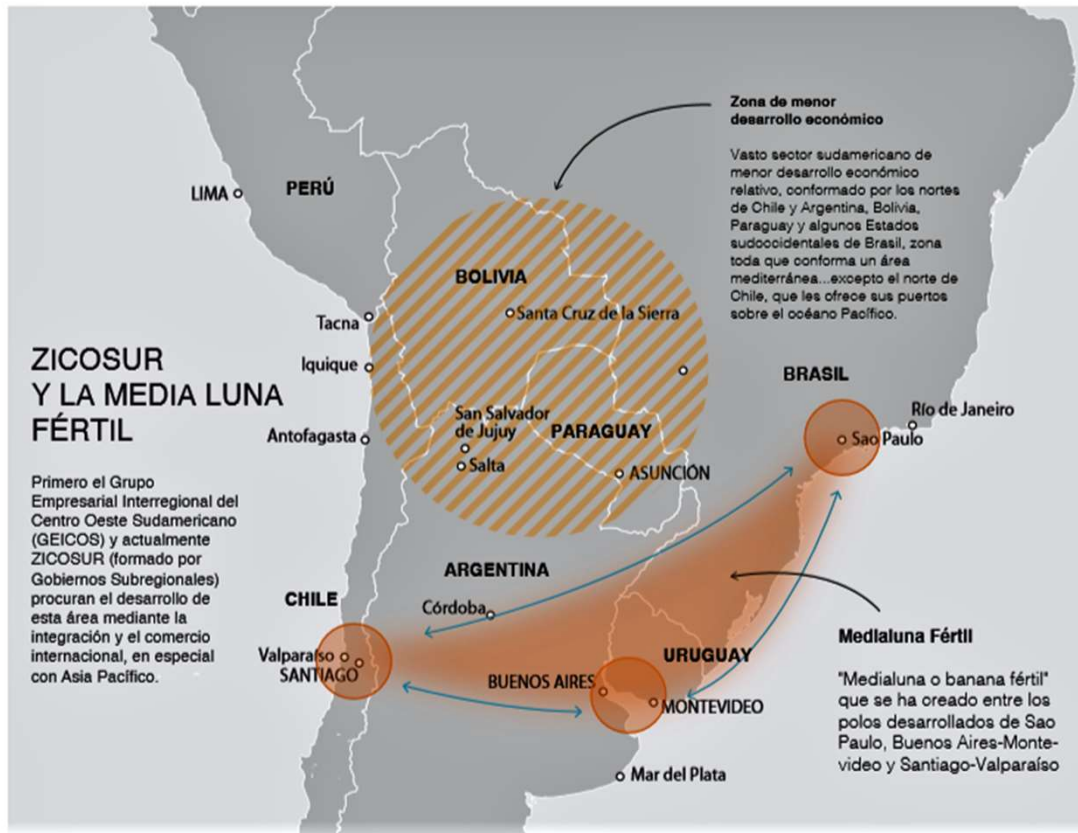 ZICOSUR
Y LA MEDIA LUNA
FÉRTIL
Primero el Grupo
Empresarial Interregional del
Centro Oeste Sudamericano
(GEICOS) y actualmente
ZICOSUR (formado por
Gobiernos Subregionales)
procuran el desarrollo de
esta área mediante la
integración y el comercio
internacional, en especial
con Asia Pacífico.
Zona de menor
desarrollo económico
Vasto sector sudamericano de
menor desarrollo económico
relativo, conformado por los nortes
de Chile y Argentina, Bolivia,
Paraguay y algunos Estados
sudoccidentales de Brasil, zona
toda que conforma un área
mediterránea...excepto el norte de
Chile, que les ofrece sus puertos
sobre el océano Pacífico.
PERÚ
LIMA
BOLIVIA
Santa Cruz de la Sierra
Tacna
Iquique
BRASIL
Río de Janeiro
Sao Paulo
Antofagasta
San Salvador
de Jujuy
Salta
PARAGUAY
ASUNCIÓN
ARGENTINA
Córdoba
CHILE
Valparaíso
SANTIAGO
URUGUAY
BUENOS AIRES
MONTEVIDEO
Mar del Plata
Medialuna Fértil
"Medialuna o banana fértil"
que se ha oreado entre los
polos desarrollados de Sao
Paulo, Buenos Aires-Monte-
video y Santiago-Valparaíso